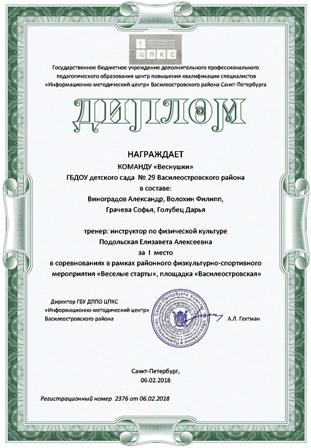 ЦПКС
Государственное бюджетное учреждение дополнительного профессионального
педагогического образования центр повышения квалификации специалистов
«Информационно-методический центр» Василеостровского района Санкт-Петербурга
ДИПЛОМ
НАГРАЖДАЕТ
КОМАНДУ «Веснушки»
ГБДОУ детского сада № 29 Василеостровского района
в составе:
Виноградов Александр, Волохин Филипп,
Грачева Софья, Голубец Дарья
тренер: инструктор по физической культуре
Подольская Елизавета Алексеевна
за I место
в соревнованиях в рамках районного физкультурно-спортивного
мероприятия «Веселые старты», площадка «Василеостровская»
Директор ГБУ ДППО ЦПКС
«Информационно-методический центр»
Василеостровского района
А.Л. Гехтман
Санкт-Петербург,
06.02.2018
Регистрационный номер 2376 от 06.02.2018